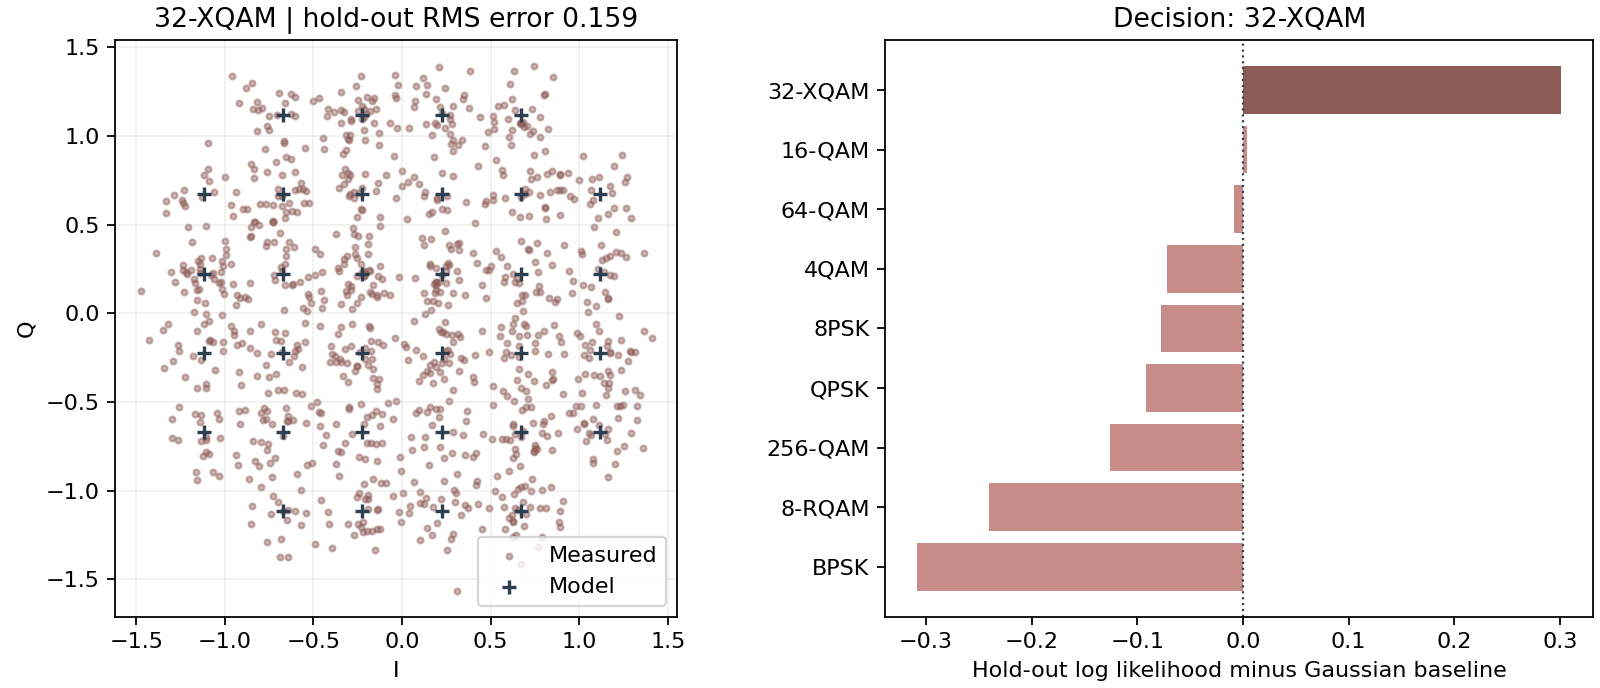 32-XQAM | hold-out RMS error 0.159
1.5
1.0
0.5
0.0
−0.5
−1.0
−1.5
Q
−1.5 −1.0 −0.5 0.0 0.5 1.0 1.5
I
Measured
Model
Decision: 32-XQAM
32-XQAM
16-QAM
64-QAM
4QAM
8PSK
QPSK
256-QAM
8-RQAM
BPSK
−0.3 −0.2 −0.1 0.0 0.1 0.2 0.3
Hold-out log likelihood minus Gaussian baseline